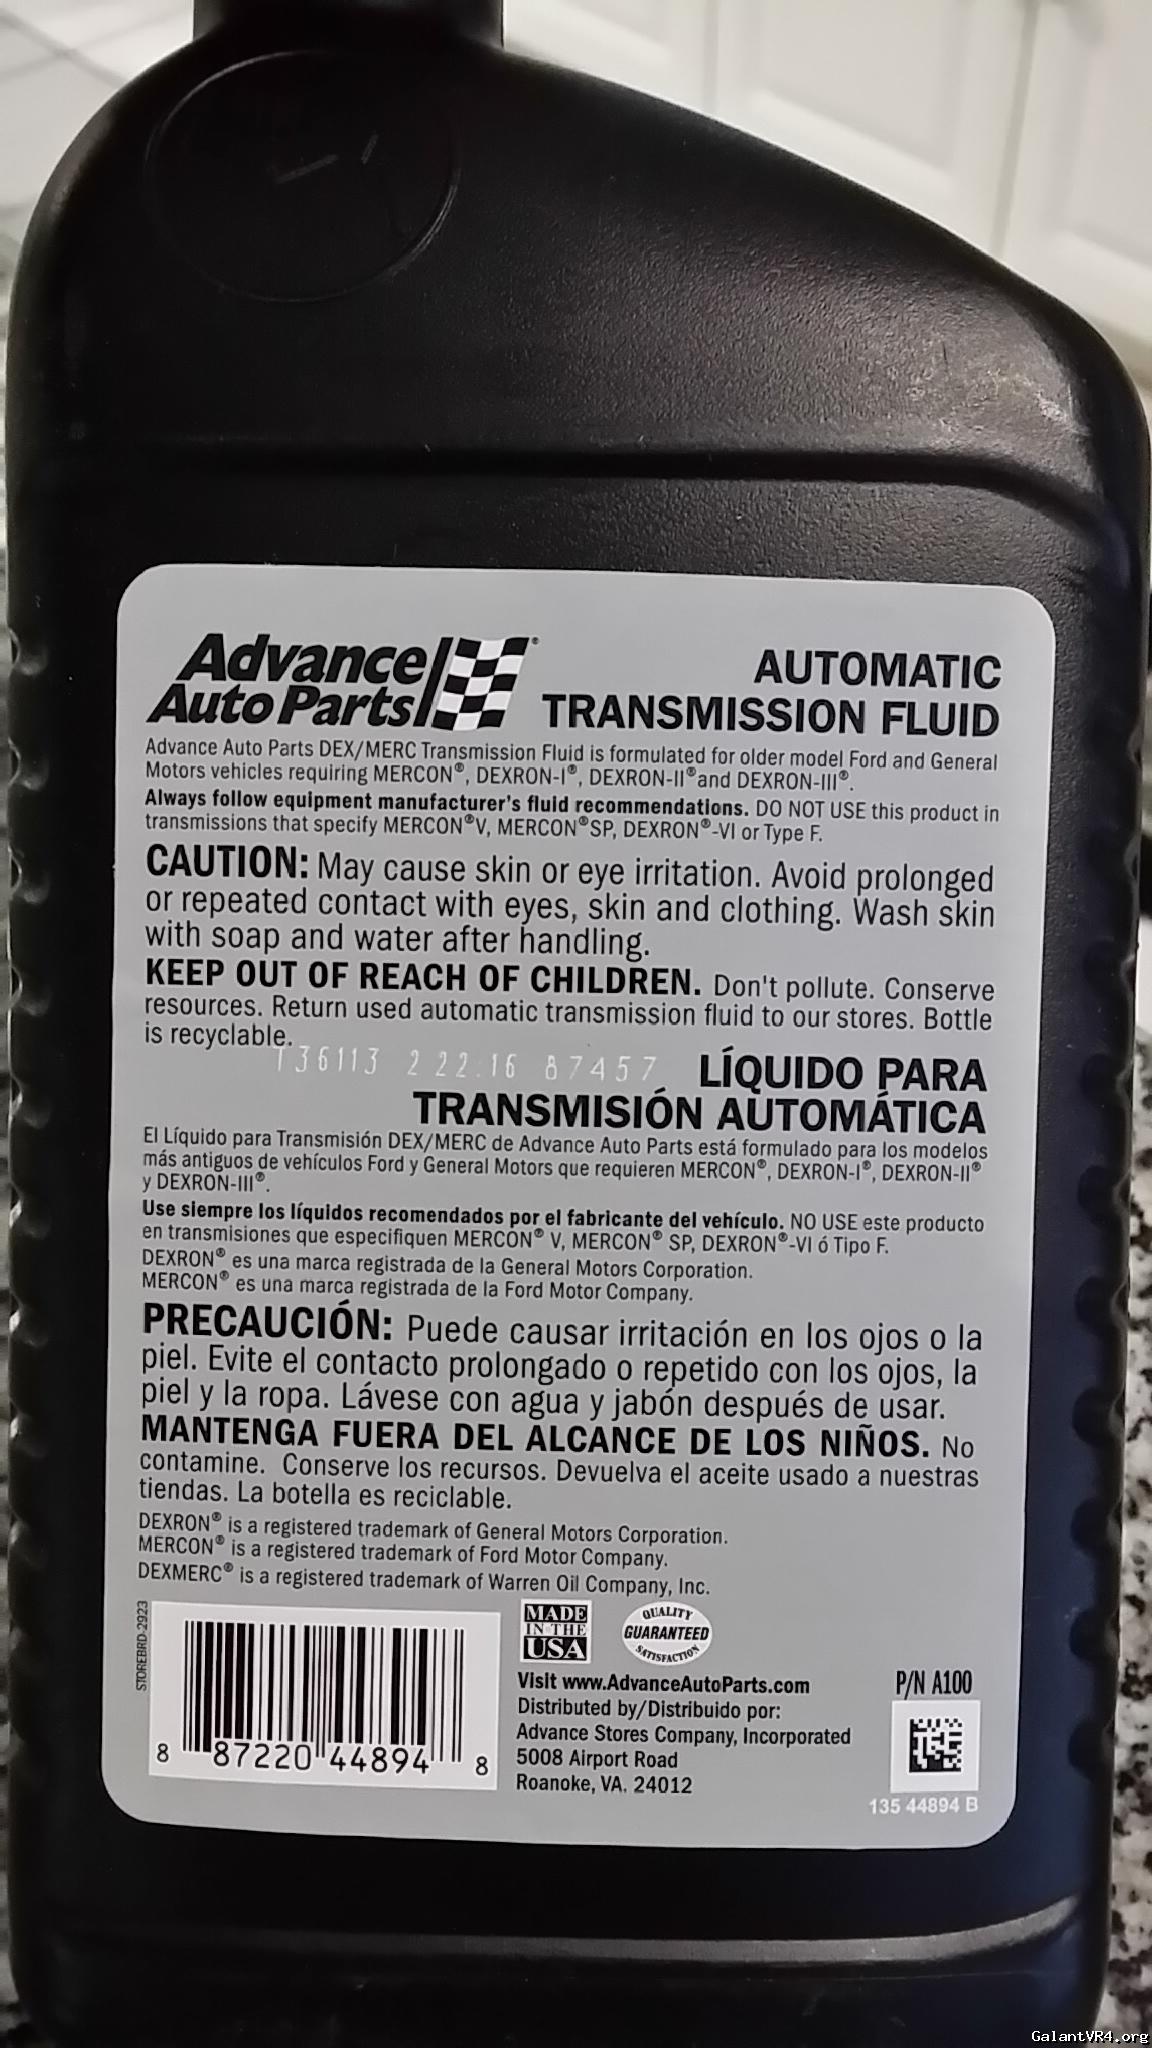 Advance
Auto Parts
AUTOMATIC
TRANSMISSION FLUID
Advance Auto Parts DEX/MERC Transmission Fluid is formulated for older model Ford and General
Motors vehicles requiring MERCON®, DEXRON-I®, DEXRON-II® and DEXRON-III®.
Always follow equipment manufacturer's fluid recommendations. DO NOT USE this product in
transmissions that specify MERCON®V, MERCON®SP, DEXRON®-VI or Type F.
CAUTION: May cause skin or eye irritation. Avoid prolonged
or repeated contact with eyes, skin and clothing. Wash skin
with soap and water after handling.
KEEP OUT OF REACH OF CHILDREN. Don't pollute. Conserve
resources. Return used automatic transmission fluid to our stores. Bottle
is recyclable.
T36113 2 22:16 87457
LÍQUIDO PARA
TRANSMISIÓN AUTOMÁTICA
El Líquido para Transmisión DEX/MERC de Advance Auto Parts está formulado para los modelos
más antiguos de vehículos Ford y General Motors que requieren MERCON®, DEXRON-I®, DEXRON-II®
y DEXRON-III®.
Use siempre los líquidos recomendados por el fabricante del vehículo. NO USE este producto
en transmisiones que especifiquen MERCON® V, MERCON® SP, DEXRON®-VI ó Tipo F.
DEXRON® es una marca registrada de la General Motors Corporation.
MERCON® es una marca registrada de la Ford Motor Company.
PRECAUCIÓN: Puede causar irritación en los ojos o la
piel. Evite el contacto prolongado o repetido con los ojos, la
piel y la ropa. Lávese con agua y jabón después de usar.
MANTENGA FUERA DEL ALCANCE DE LOS NIÑOS. No
contamine. Conserve los recursos. Devuelva el aceite usado a nuestras
tiendas. La botella es reciclable.
DEXRON® is a registered trademark of General Motors Corporation.
MERCON® is a registered trademark of Ford Motor Company.
DEXMERC® is a registered trademark of Warren Oil Company, Inc.
STOREBRD-2923
8 87220 44894 8
MADE
IN THE
USA
QUALITY
GUARANTEED
SATISFACTION
Visit www.AdvanceAutoParts.com
Distributed by/Distribuido por:
Advance Stores Company, Incorporated
5008 Airport Road
Roanoke, VA. 24012
P/N A100
135 44894 B
GalantVR4.org